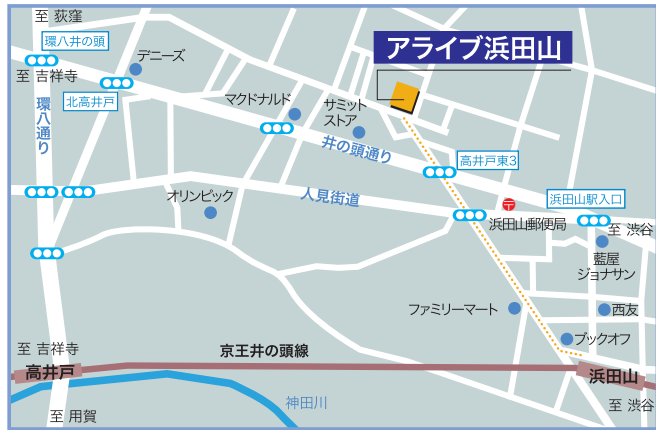 至 荻窪
環八井の頭
デニーズ
アライブ浜田山
至 吉祥寺
北高井戸
マクドナルド
サミット
ストア
環八通り
井の頭通り
高井戸東3
オリンピック
人見街道
〒
浜田山駅入口
浜田山郵便局
至 渋谷
藍屋
ジョナサン
ファミリーマート
西友
ブックオフ
至 吉祥寺
京王井の頭線
高井戸
浜田山
神田川
至 用賀
至 渋谷